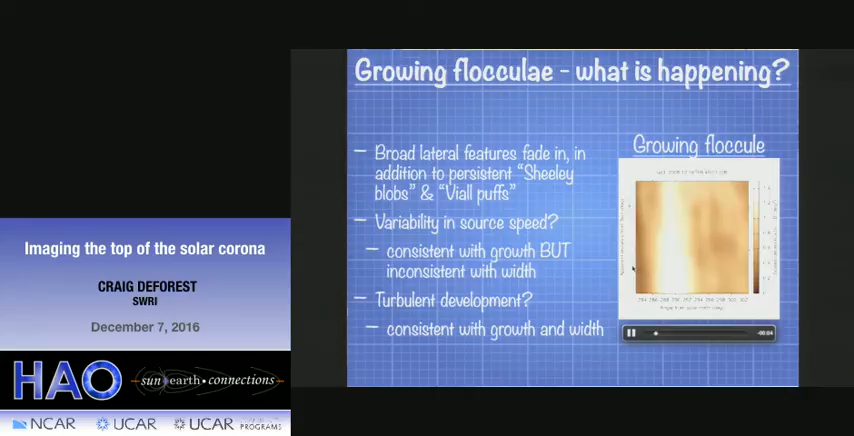 Growing flocculae - what is happening?
– Broad lateral features fade in, in
addition to persistent "Sheeley
blobs" & "Viall puffs"
– Variability in source speed?
– consistent with growth BUT
inconsistent with width
– Turbulent development?
– consistent with growth and width
Growing floccule
-00:04
Imaging the top of the solar corona
CRAIG DEFOREST
SWRI
December 7, 2016
HAO
sun earth • connections
NCAR
UCAR
UCAR
PROGRAMS